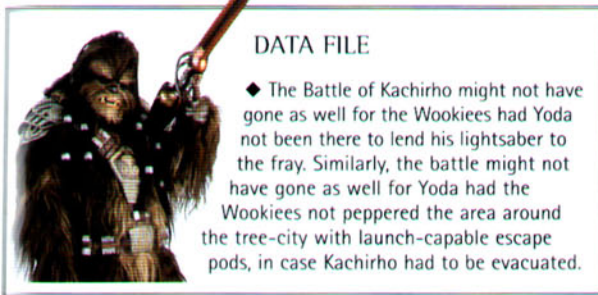 DATA FILE
◆ The Battle of Kachirho might not have
gone as well for the Wookiees had Yoda
not been there to lend his lightsaber to
the fray. Similarly, the battle might not
have gone as well for Yoda had the
Wookiees not peppered the area around
the tree-city with launch-capable escape
pods, in case Kachirho had to be evacuated.